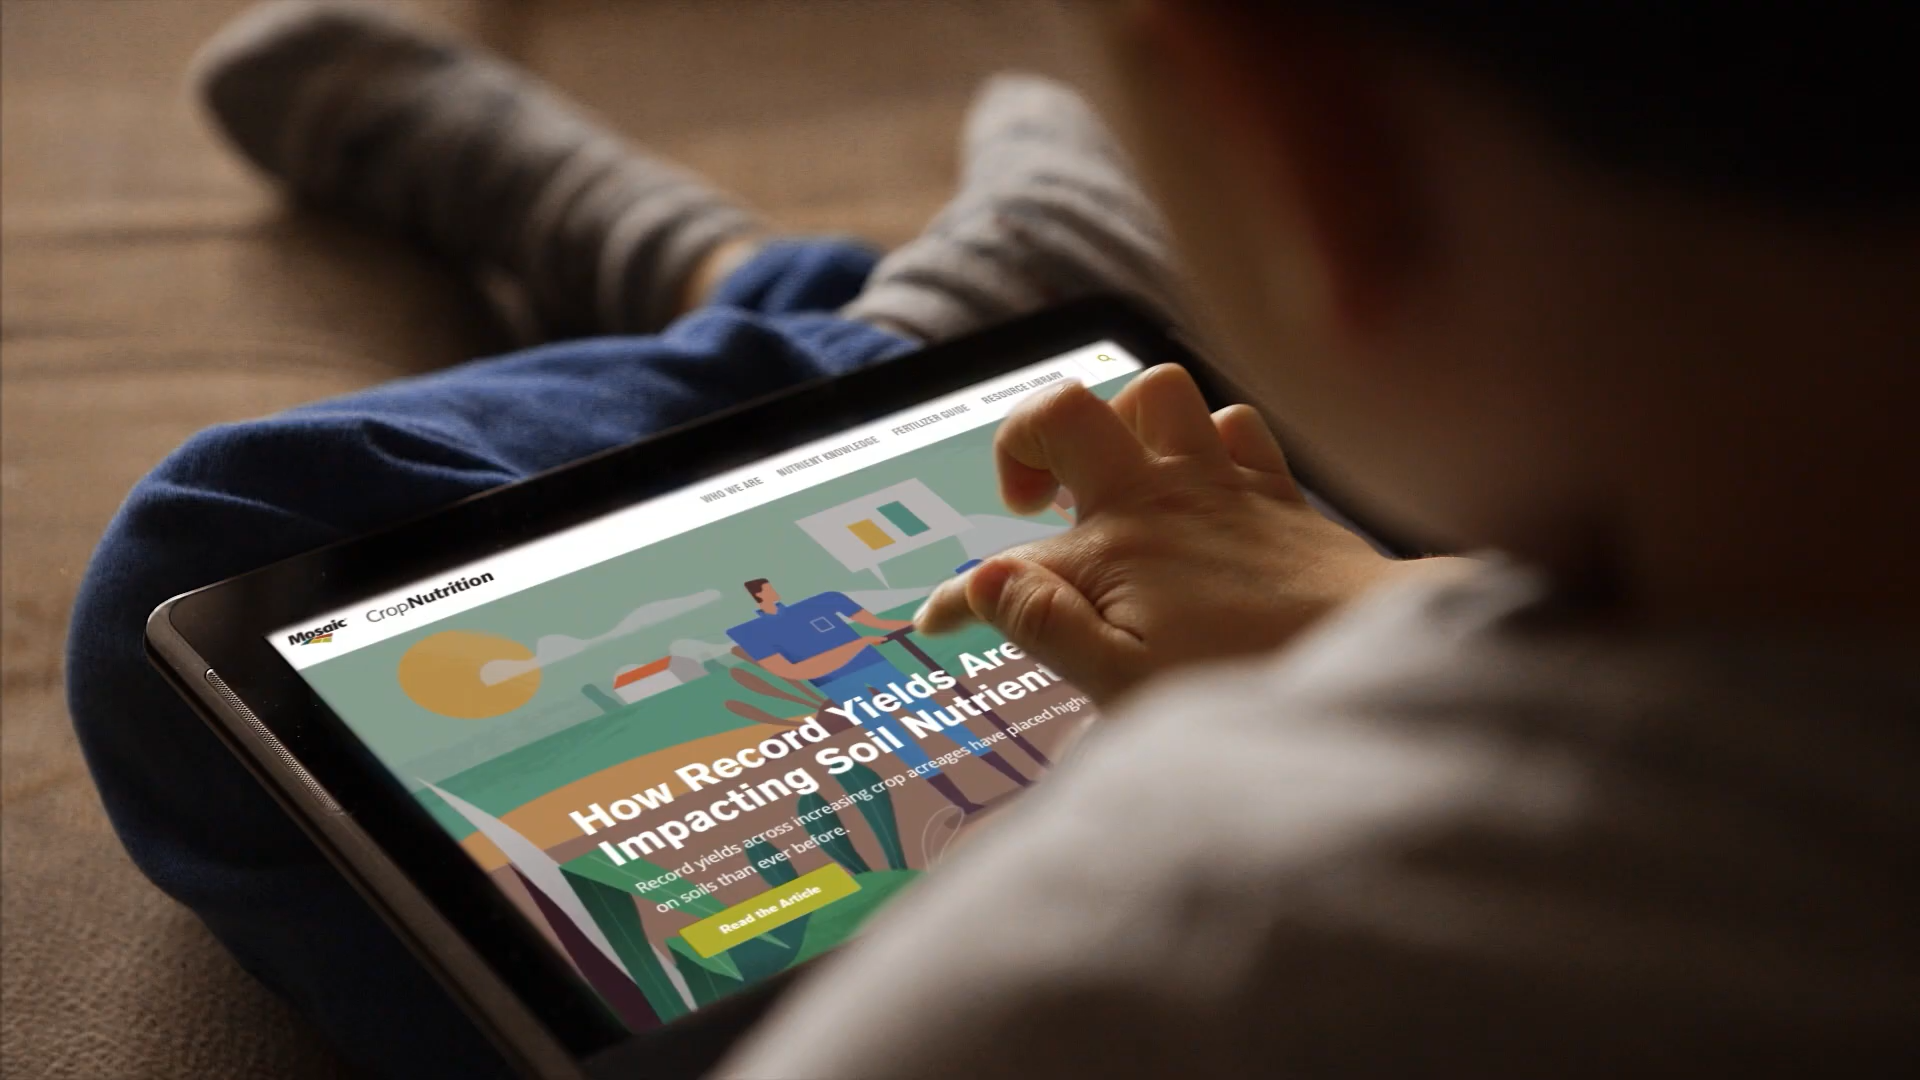 Mosaic
CropNutrition
WHO WE ARE
NUTRIENT KNOWLEDGE
FERTILIZER GUIDE
RESOURCE LIBRARY
How Record Yields Are
Impacting Soil Nutrient
Record yields across increasing crop acreages have placed
on soils than ever before.
Read the Article